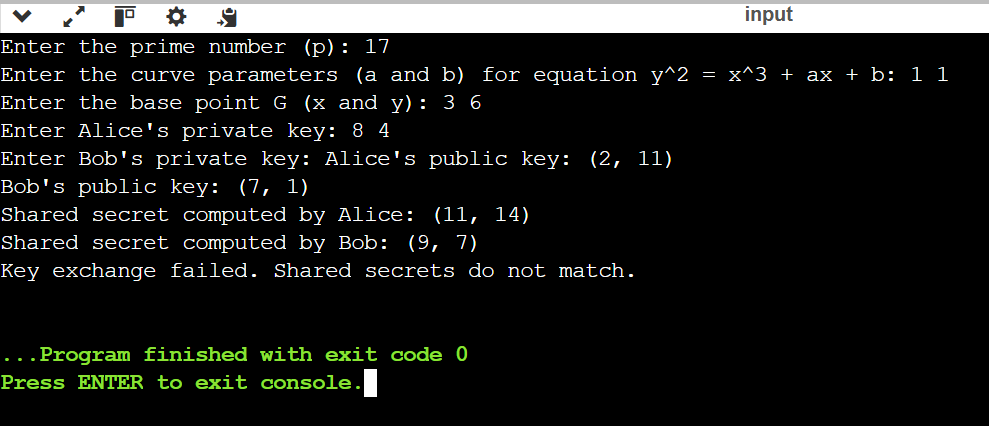 input
Enter the prime number (p): 17
Enter the curve parameters (a and b) for equation y^2 = x^3 + ax + b: 1 1
Enter the base point G (x and y): 3 6
Enter Alice's private key: 8 4
Enter Bob's private key: Alice's public key: (2, 11)
Bob's public key: (7, 1)
Shared secret computed by Alice: (11, 14)
Shared secret computed by Bob: (9, 7)
Key exchange failed. Shared secrets do not match.
...Program finished with exit code 0
Press ENTER to exit console.